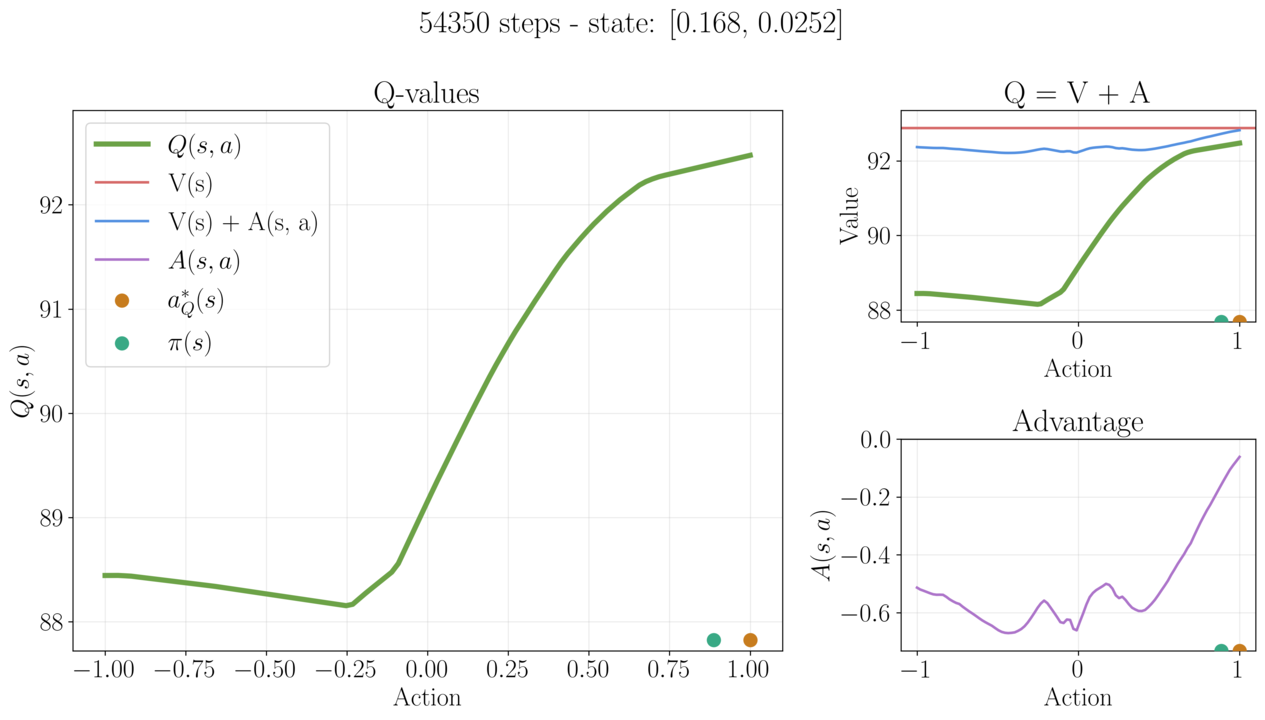 54350 steps - state: [0.168, 0.0252]
Q-values
Q(s, a)
V(s)
V(s) + A(s, a)
A(s, a)
a*Q(s)
π(s)
Q(s, a)
92
91
90
89
88
−1.00 −0.75 −0.50 −0.25 0.00 0.25 0.50 0.75 1.00
Action
Q = V + A
Value
92
90
88
−1 0 1
Action
Advantage
A(s, a)
0.0
−0.2
−0.4
−0.6
−1 0 1
Action